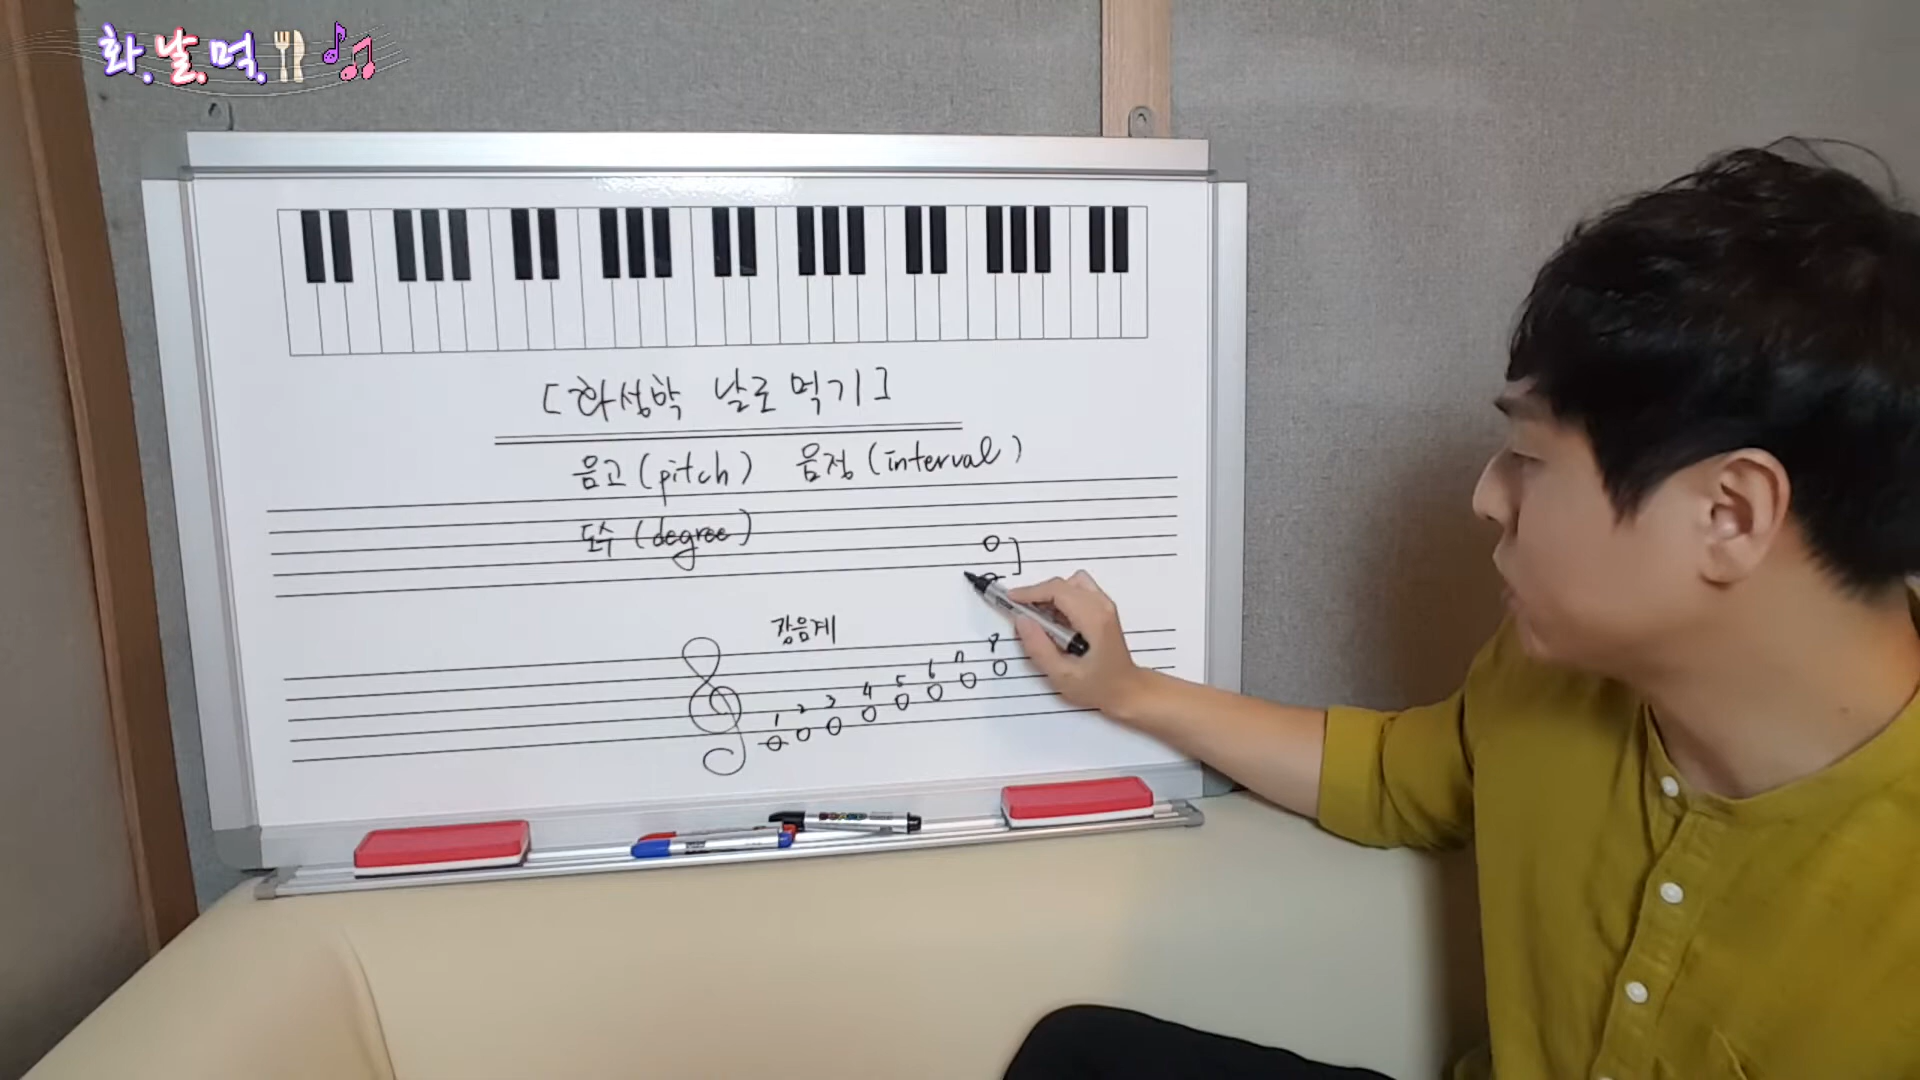 화.날.먹.
[화성학 날로 먹기]
음고 (pitch) 음정 (interval)
도수 (degree)
장음계
1 2 3 4 5 6 7 8